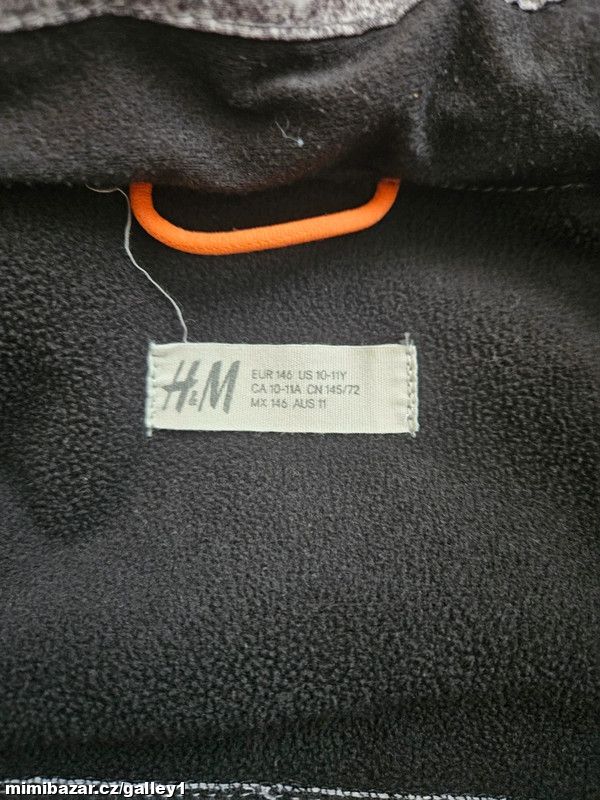 H&M
EUR 146 US 10-11Y
CA 10-11A CN 145/72
MX 146 AUS 11
mimibazar.cz/galley1